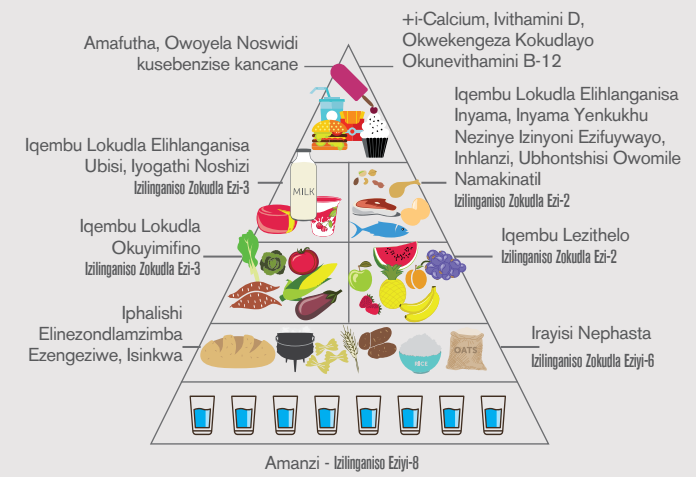 Amafutha, Owoyela Noswidi
kusebenzise kancane
+i-Calcium, Ivithamini D,
Okwekengeza Kokudlayo
Okunevithamini B-12
Iqembu Lokudla Elihlanganisa
Ubisi, Iyogathi Noshizi
Izilinganiso Zokudla Ezi-3
MILK
Iqembu Lokudla Elihlanganisa
Inyama, Inyama Yenkukhu
Nezinye Izinyoni Ezifuywayo,
Inhlanzi, Ubhontshisi Owomile
Namakinatil
Izilinganiso Zokudla Ezi-2
Iqembu Lokudla
Okuyimifino
Izilinganiso Zokudla Ezi-3
Iqembu Lezithelo
Izilinganiso Zokudla Ezi-2
Iphalishi
Elinezondlamzimba
Ezengeziwe, Isinkwa
RICE
OATS
Irayisi Nephasta
Izilinganiso Zokudla Eziyi-6
Amanzi - Izilinganiso Eziyi-8